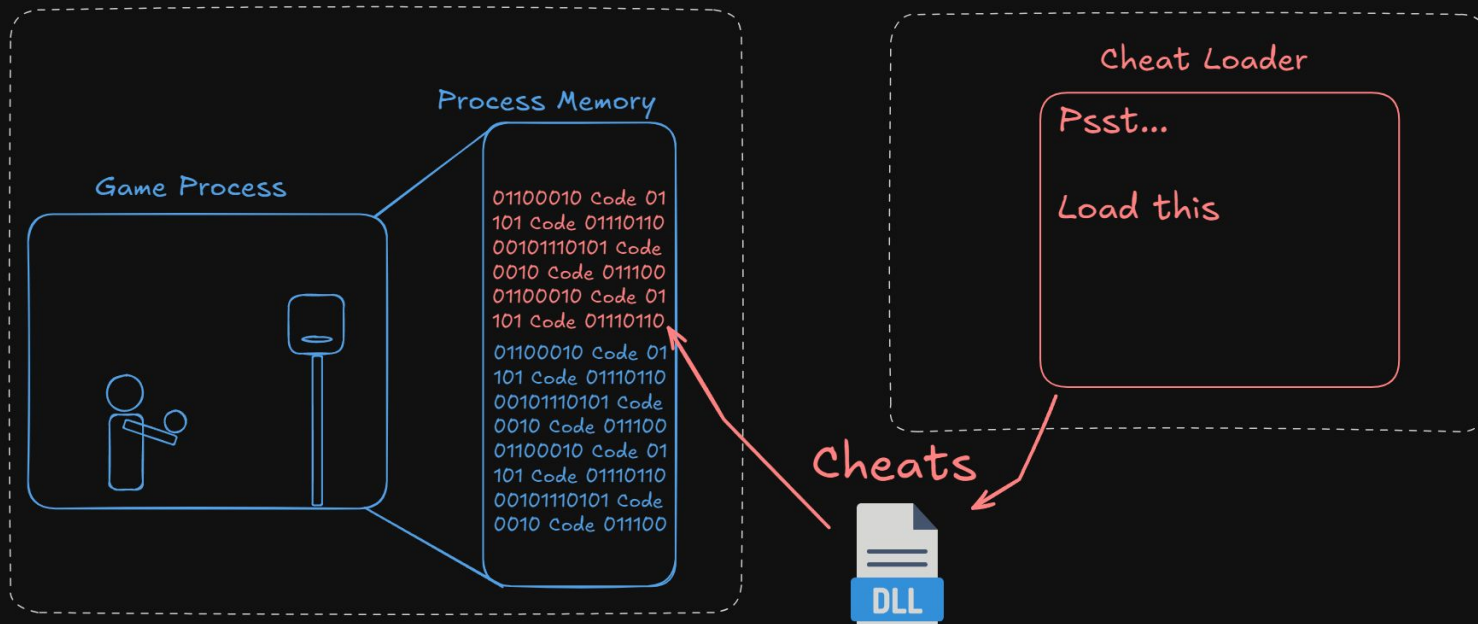 Cheat Loader
Psst...
Load this
Process Memory
Game Process
01100010 Code 01
101 Code 01110110
00101110101 Code
0010 Code 011100
01100010 Code 01
101 Code 01110110
01100010 Code 01
101 Code 01110110
00101110101 Code
0010 Code 011100
01100010 Code 01
101 Code 01110110
00101110101 Code
0010 Code 011100
Cheats
DLL